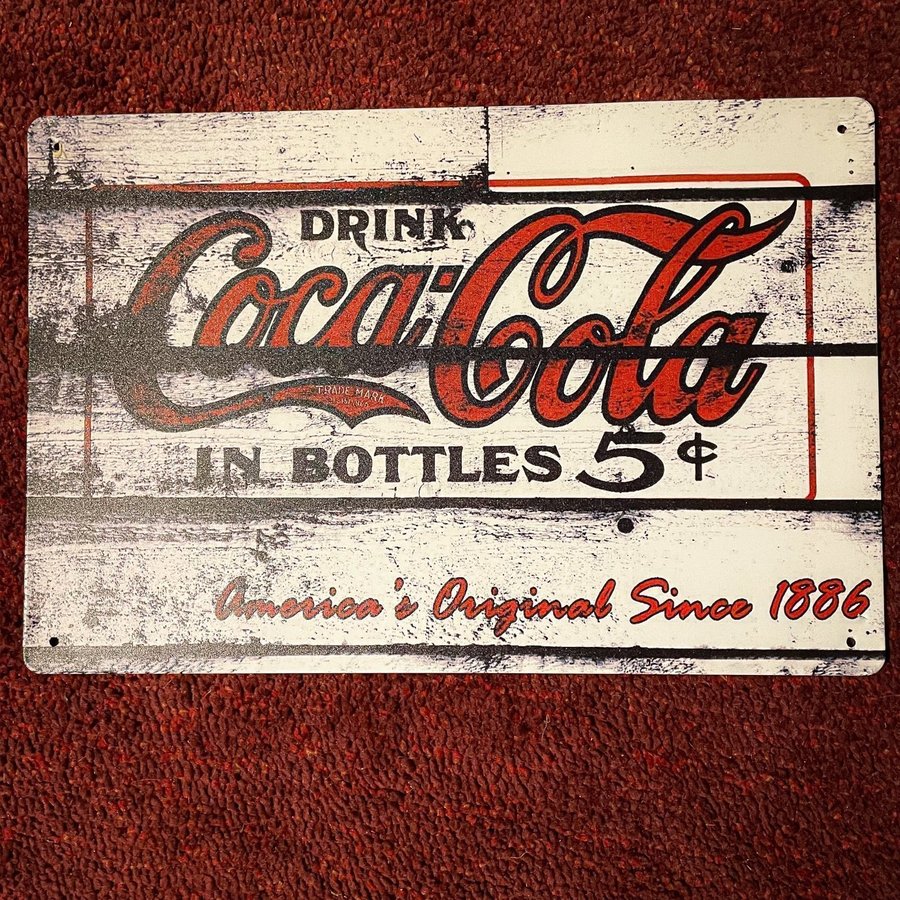 DRINK
Coca-Cola
TRADE MARK
IN BOTTLES 5¢
America's Original Since 1886